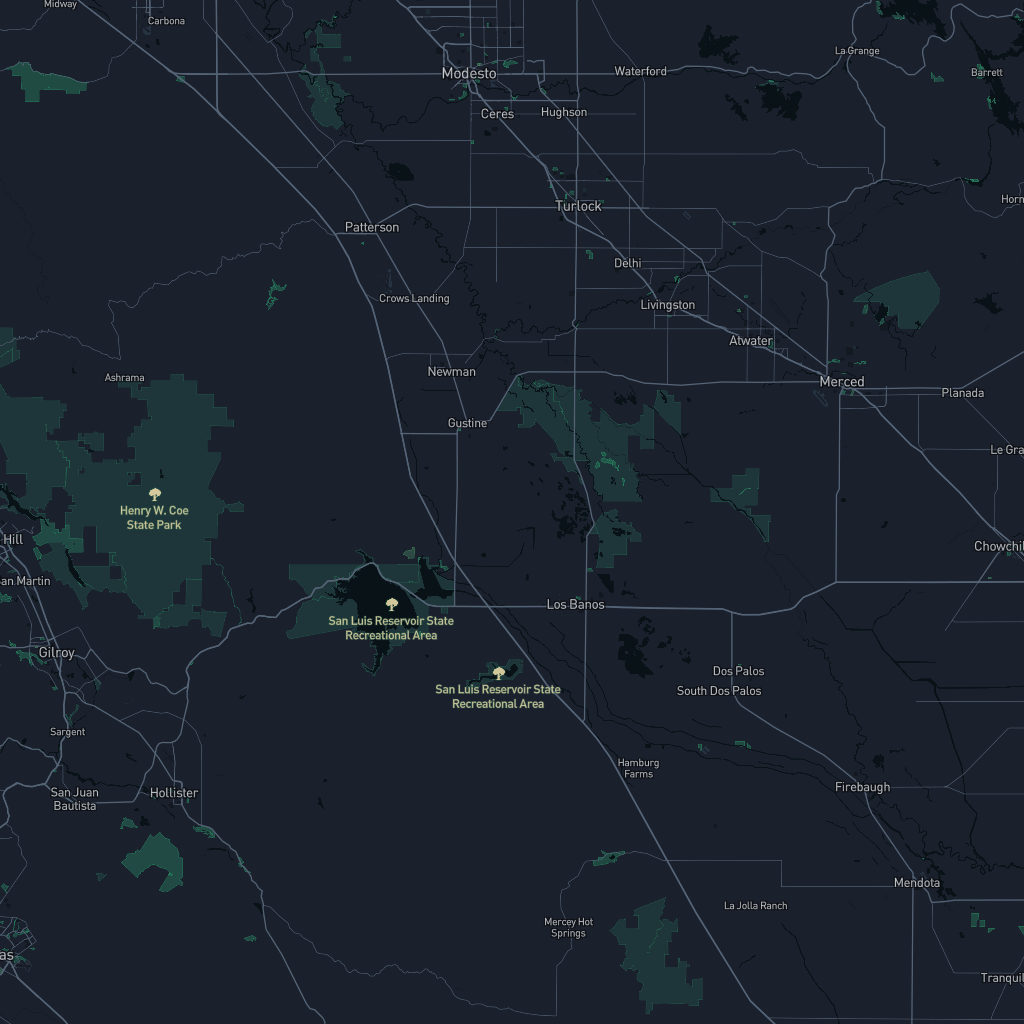 Midway
Carbona
La Grange
Modesto
Waterford
Barrett
Ceres
Hughson
Horn
Turlock
Patterson
Delhi
Crows Landing
Livingston
Atwater
Newman
Ashrama
Merced
Planada
Gustine
Le Gra
Henry W. Coe
State Park
Hill
Chowchil
San Martin
San Luis Reservoir State
Recreational Area
Los Banos
Gilroy
Dos Palos
San Luis Reservoir State
Recreational Area
South Dos Palos
Sargent
Hamburg
Farms
San Juan
Bautista
Hollister
Firebaugh
Mendota
La Jolla Ranch
Mercey Hot
Springs
as
Tranquil